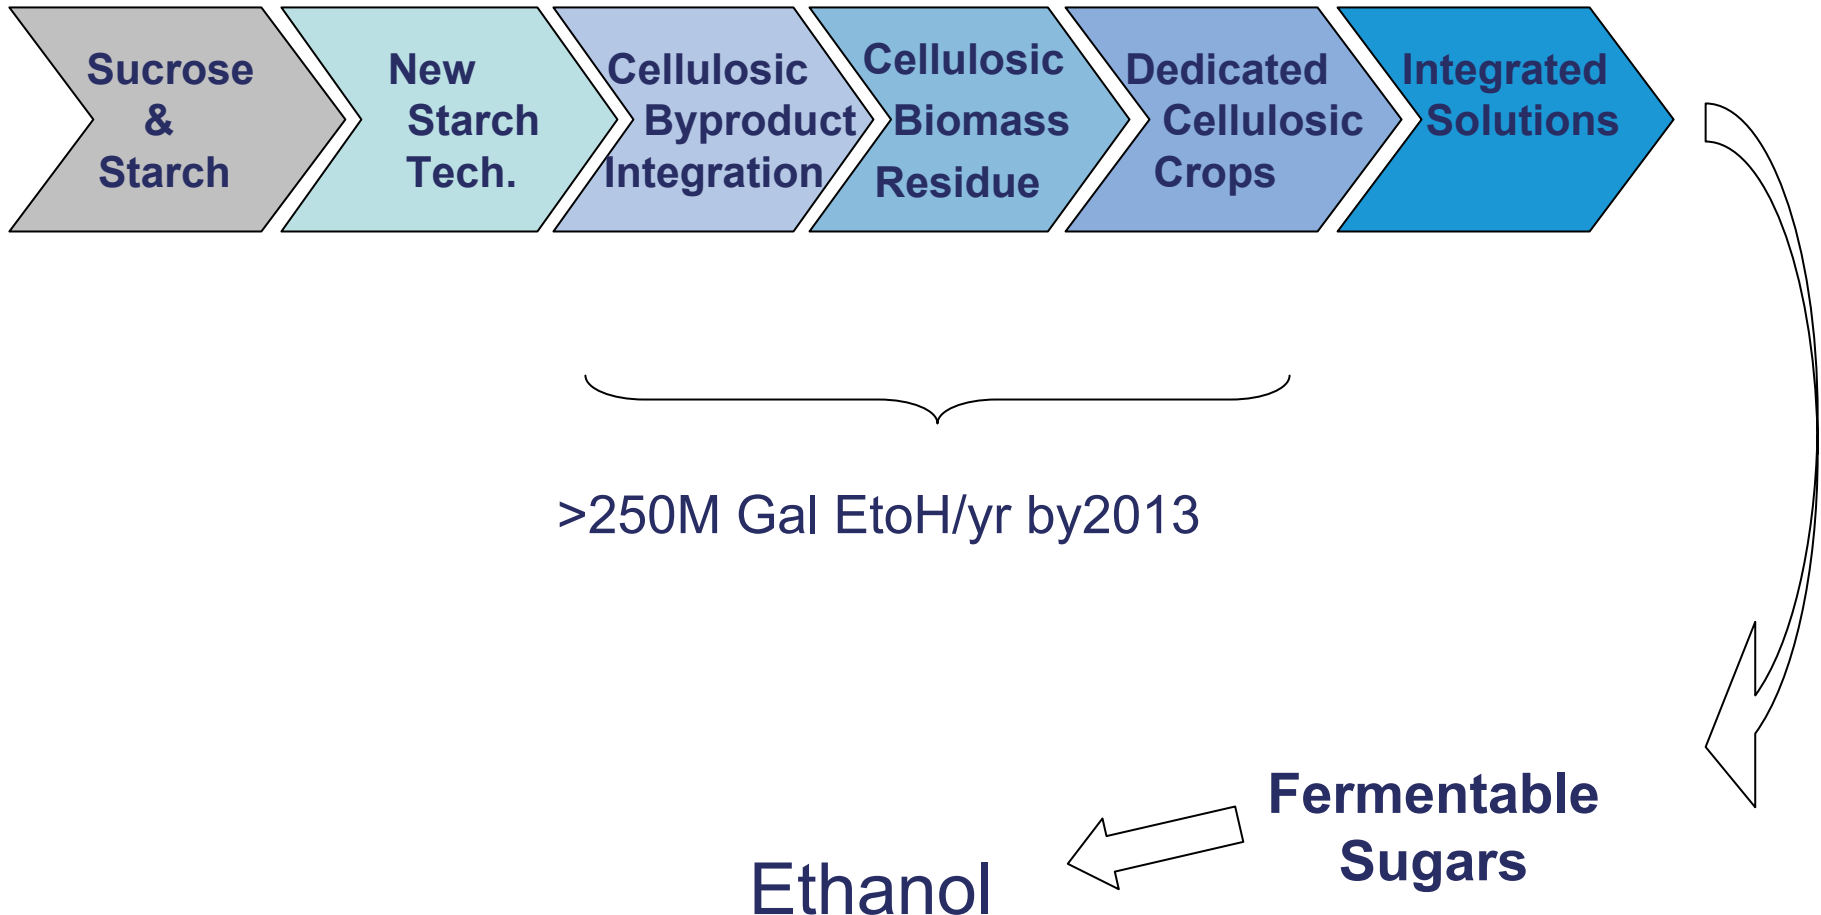 Sucrose
&
Starch
New
Starch
Tech.
Cellulosic
Byproduct
Integration
Cellulosic
Biomass
Residue
Dedicated
Cellulosic
Crops
Integrated
Solutions
>250M Gal EtoH/yr by2013
Fermentable
Sugars
Ethanol